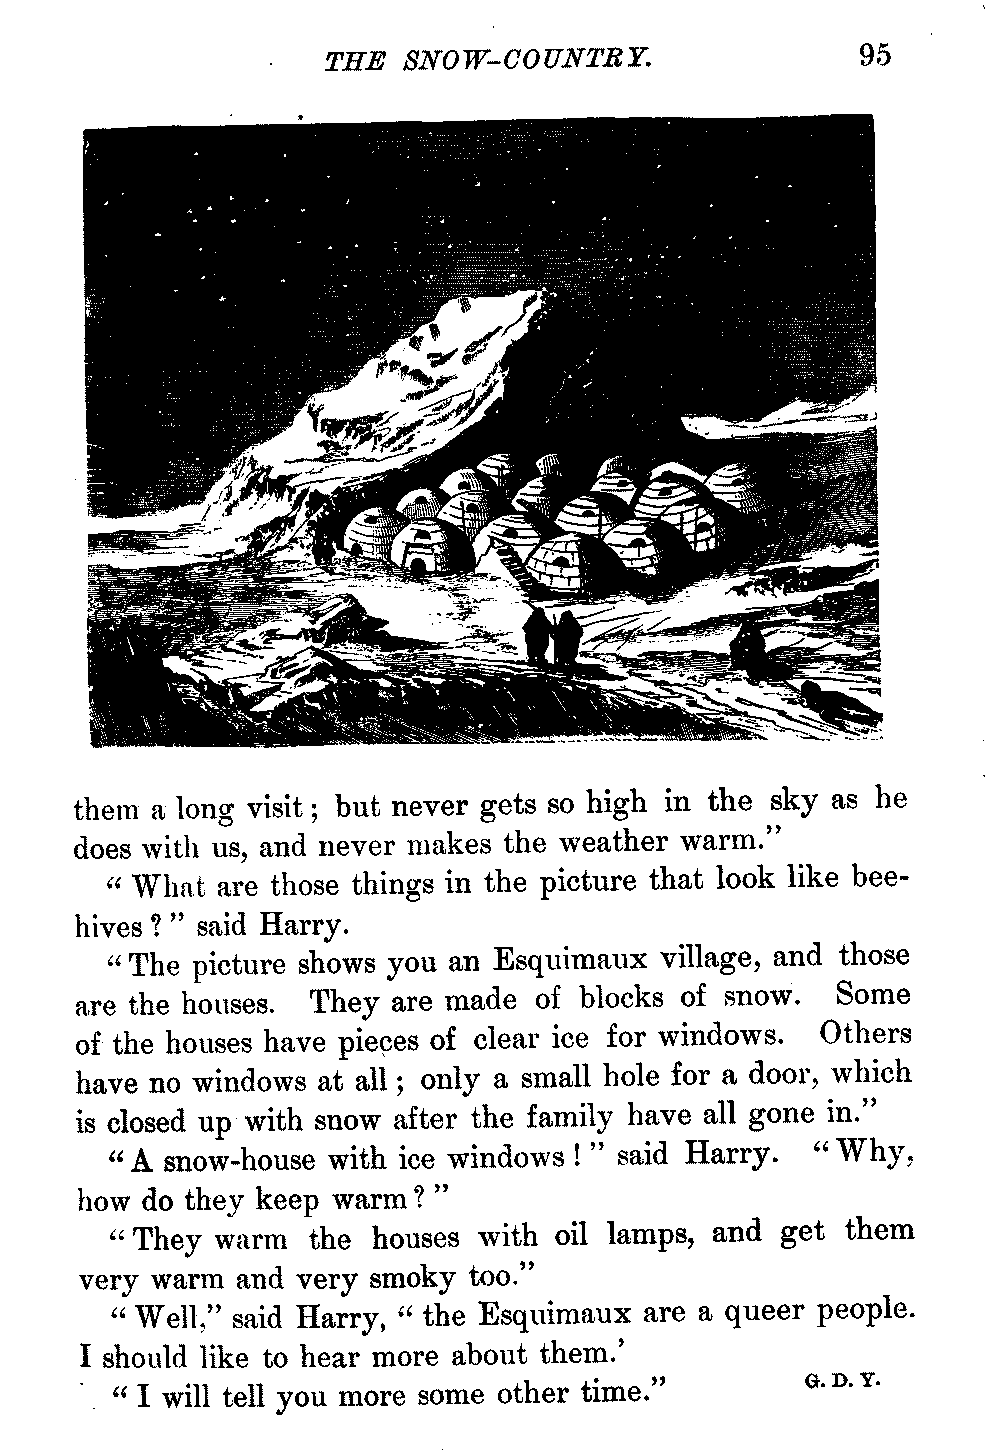 THE SNOW-COUNTRY. 95
them a long visit; but never gets so high in the sky as he
does with us, and never makes the weather warm."
"What are those things in the picture that look like bee-
hives?" said Harry.
"The picture shows you an Esquimaux village, and those
are the houses. They are made of blocks of snow. Some
of the houses have pieces of clear ice for windows. Others
have no windows at all; only a small hole for a door, which
is closed up with snow after the family have all gone in."
"A snow-house with ice windows!" said Harry. "Why,
how do they keep warm?"
"They warm the houses with oil lamps, and get them
very warm and very smoky too."
"Well," said Harry, "the Esquimaux are a queer people.
I should like to hear more about them.'
"I will tell you more some other time." G. D. Y.